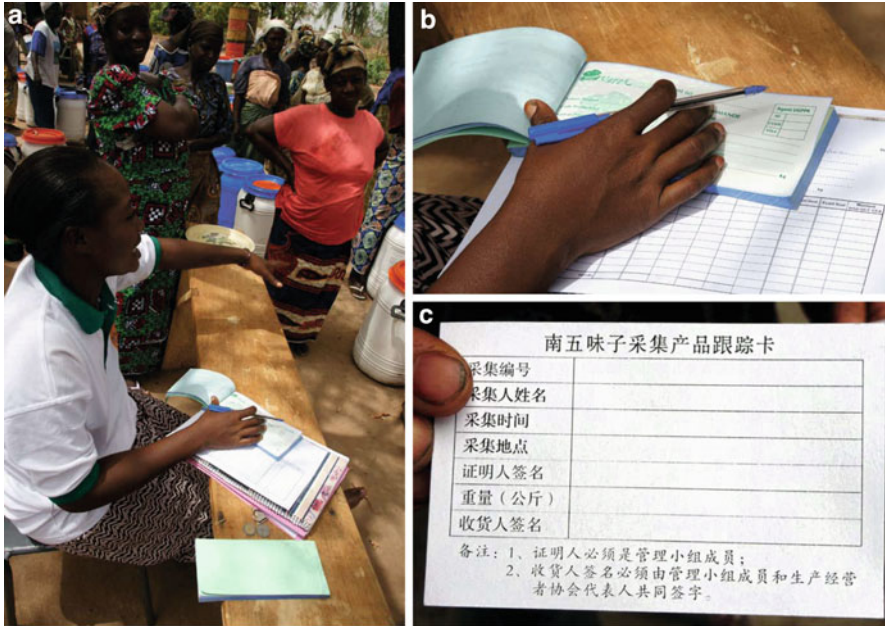 a
b
c
南五味子采集产品跟踪卡
采集编号
采集人姓名
采集时间
采集地点
证明人签名
重量（公斤）
收货人签名
备注：1、证明人必须是管理小组成员；
2、收货人签名必须由管理小组成员和生产经营
者协会代表人共同签字。